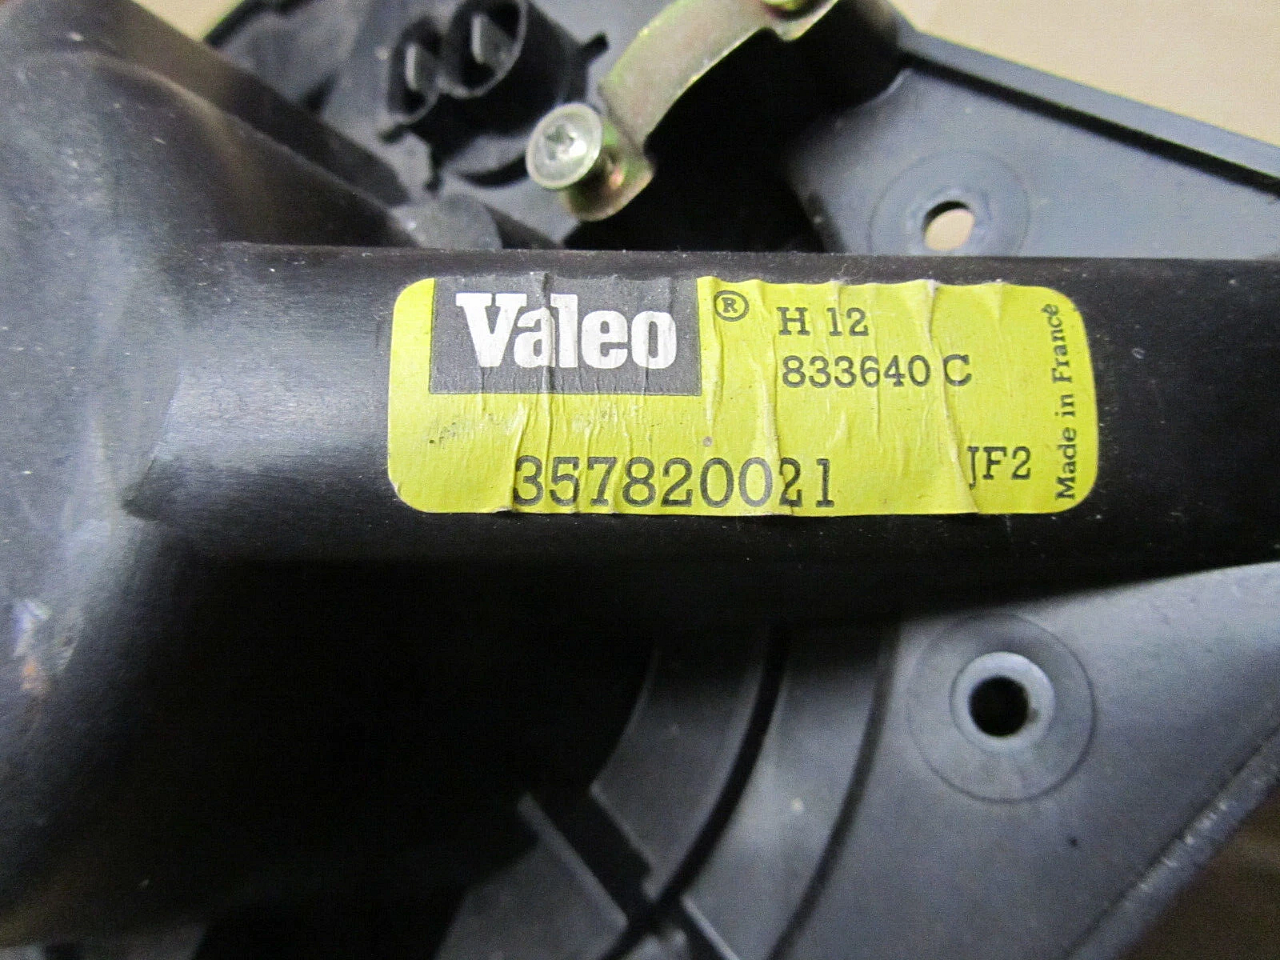 Valeo ®
H 12
833640 C
357820021
JF2
Made in France